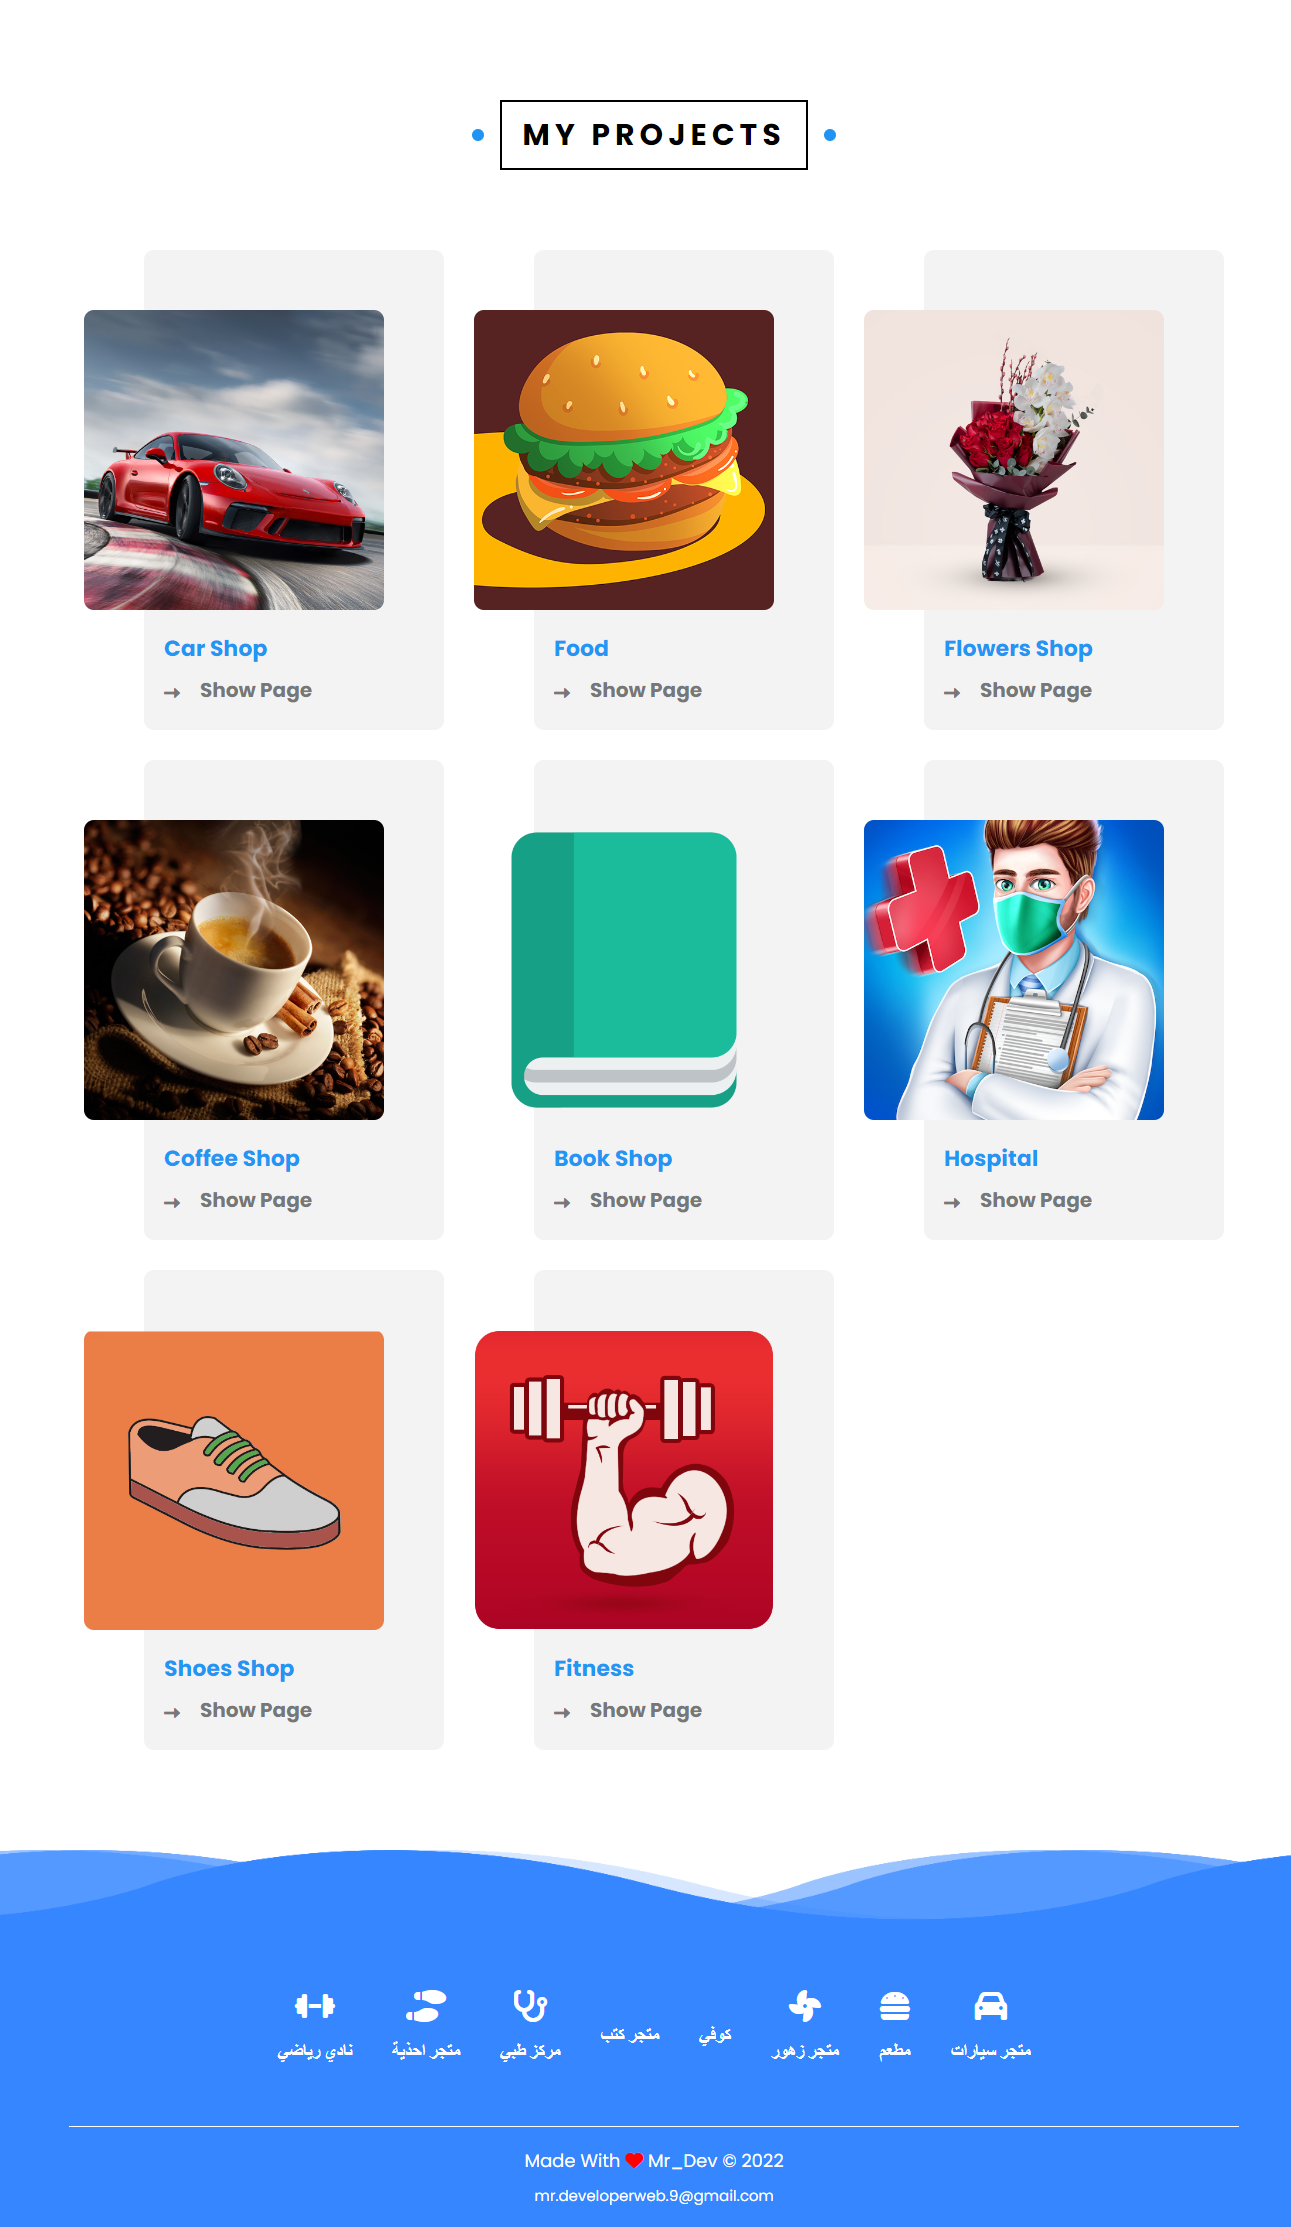 MY PROJECTS
Car Shop
Show Page
Food
Show Page
Flowers Shop
Show Page
Coffee Shop
Show Page
Book Shop
Show Page
Hospital
Show Page
Shoes Shop
Show Page
Fitness
Show Page
متجر سيارات
مطعم
متجر زهور
كوفي
متجر كتب
مركز طبي
متجر احذية
نادي رياضي
Made With ❤ Mr_Dev © 2022
mr.developerweb.9@gmail.com